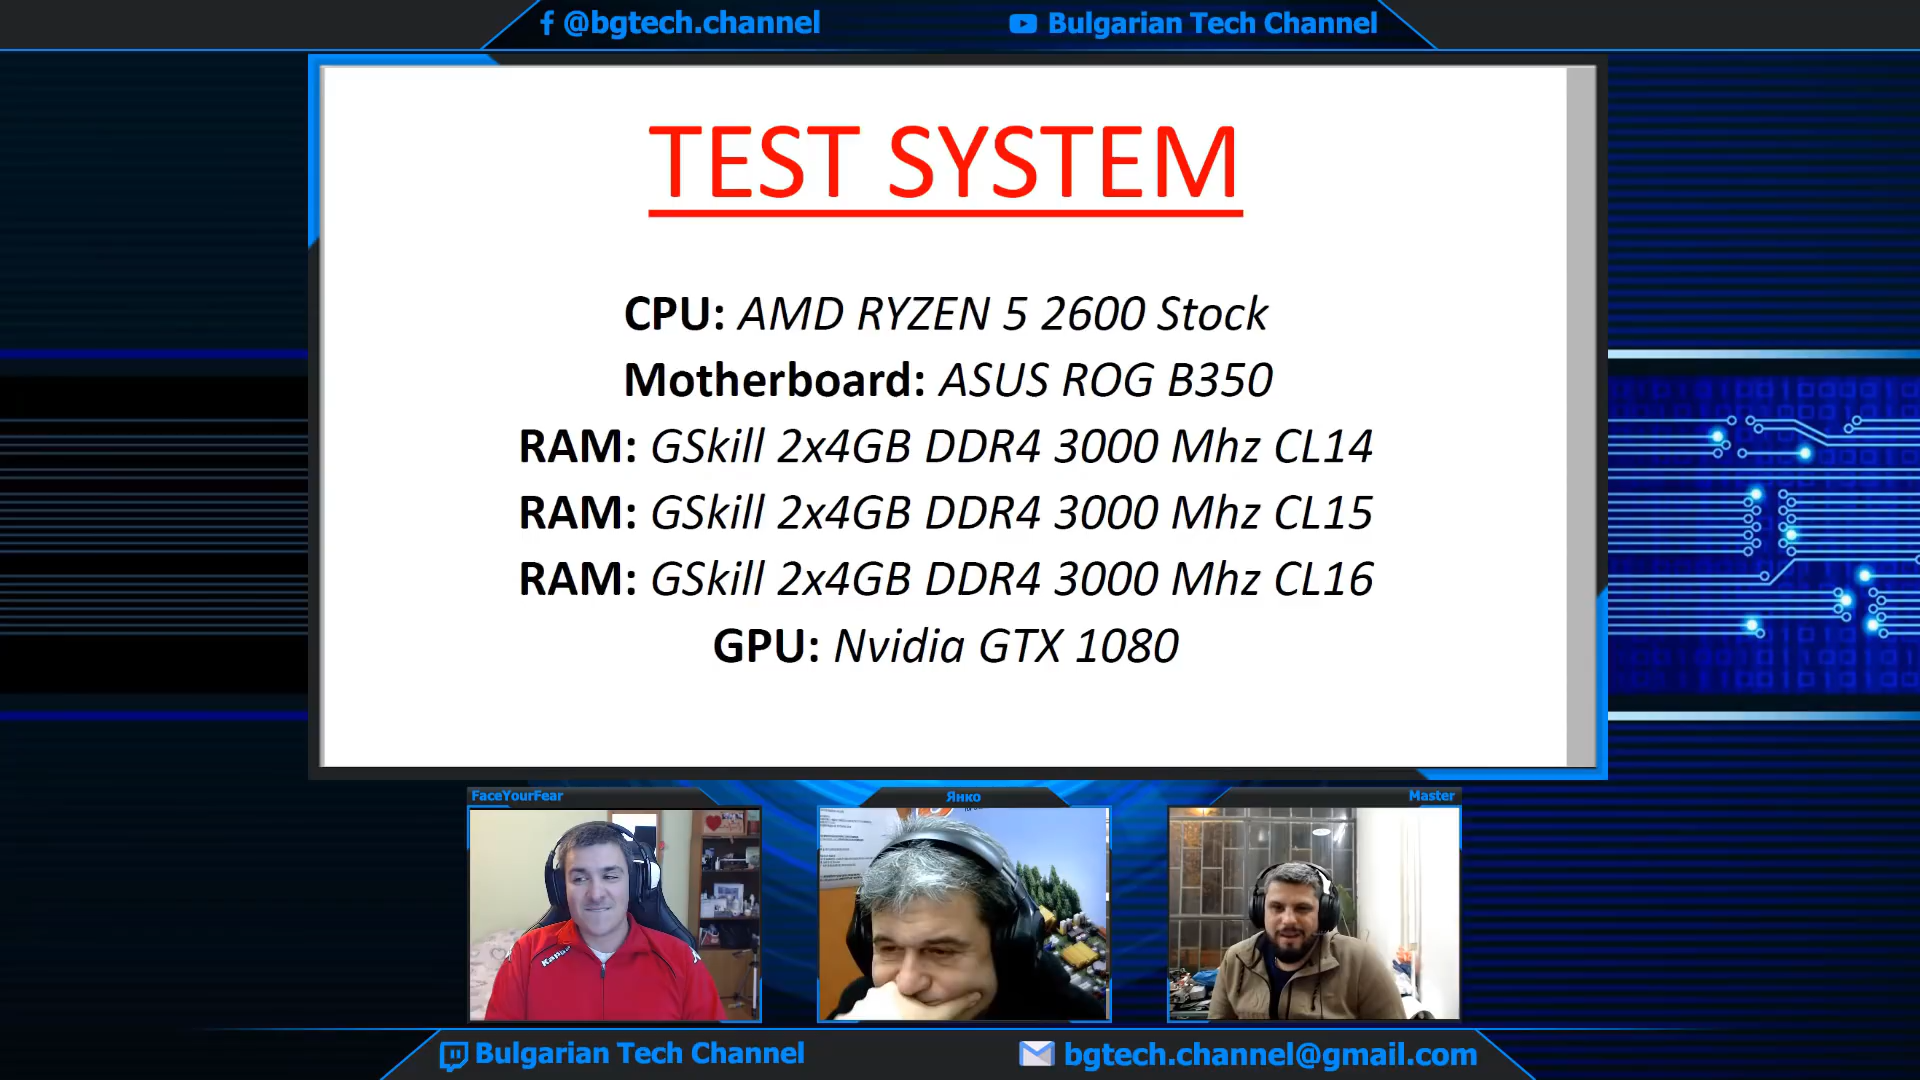 @bgtech.channel
Bulgarian Tech Channel
TEST SYSTEM
CPU: AMD RYZEN 5 2600 Stock
Motherboard: ASUS ROG B350
RAM: GSkill 2x4GB DDR4 3000 Mhz CL14
RAM: GSkill 2x4GB DDR4 3000 Mhz CL15
RAM: GSkill 2x4GB DDR4 3000 Mhz CL16
GPU: Nvidia GTX 1080
FaceYourFear
Янко
Master
Kappa
Bulgarian Tech Channel
bgtech.channel@gmail.com